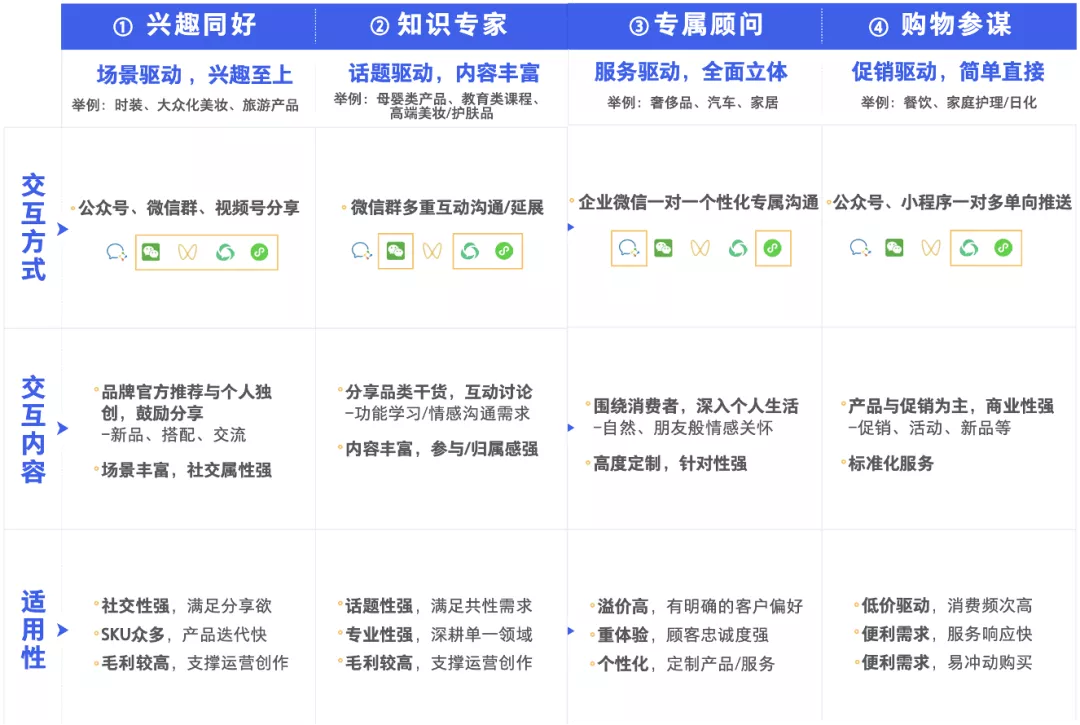 ① 兴趣同好
② 知识专家
③ 专属顾问
④ 购物参谋
场景驱动，兴趣至上
举例：时装、大众化美妆、旅游产品
话题驱动，内容丰富
举例：母婴类产品、教育类课程、
高端美妆/护肤品
服务驱动，全面立体
举例：奢侈品、汽车、家居
促销驱动，简单直接
举例：餐饮、家庭护理/日化
交互方式
公众号、微信群、视频号分享
微信群多重互动沟通/延展
企业微信一对一个性化专属沟通
公众号、小程序一对多单向推送
交互内容
品牌官方推荐与个人独
创，鼓励分享
–新品、搭配、交流
场景丰富，社交属性强
分享品类干货，互动讨论
–功能学习/情感沟通需求
内容丰富，参与/归属感强
围绕消费者，深入个人生活
–自然、朋友般情感关怀
高度定制，针对性强
产品与促销为主，商业性强
–促销、活动、新品等
标准化服务
适用性
社交性强，满足分享欲
SKU众多，产品迭代快
毛利较高，支撑运营创作
话题性强，满足共性需求
专业性强，深耕单一领域
毛利较高，支撑运营创作
溢价高，有明确的客户偏好
重体验，顾客忠诚度强
个性化，定制产品/服务
低价驱动，消费频次高
便利需求，服务响应快
便利需求，易冲动购买